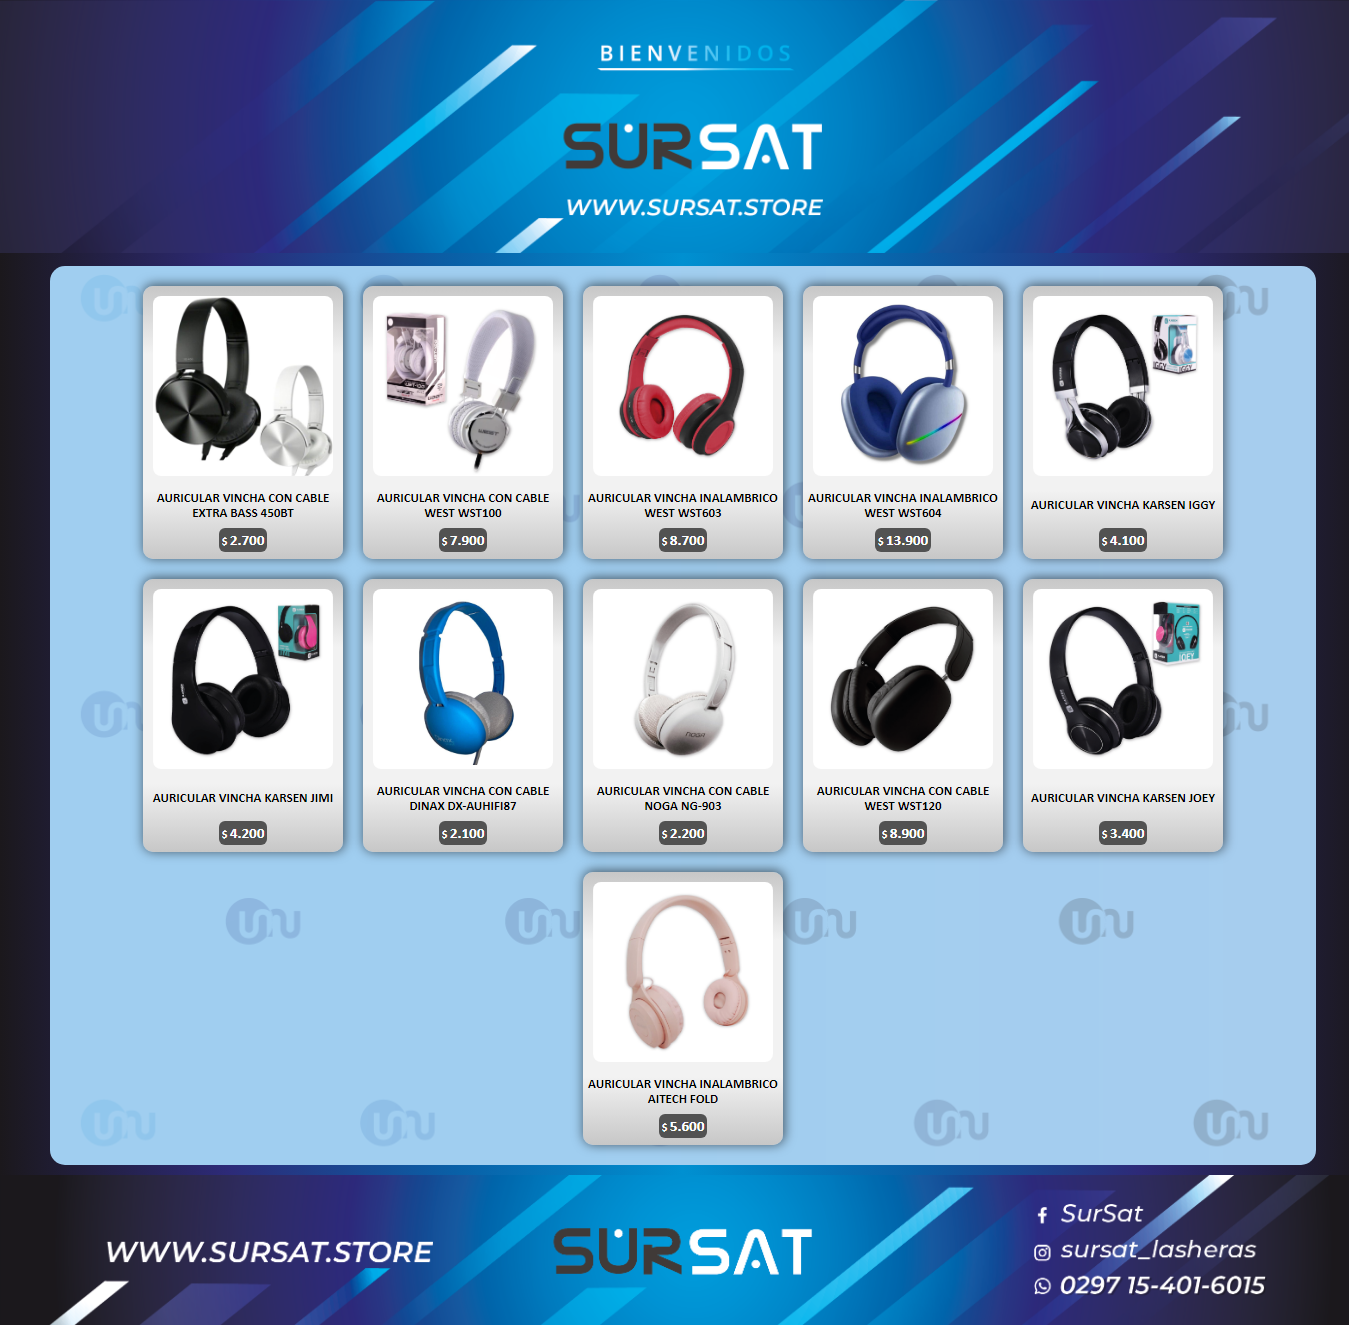 BIENVENIDOS
SURSAT
WWW.SURSAT.STORE
AURICULAR VINCHA CON CABLE
EXTRA BASS 450BT
$ 2.700
AURICULAR VINCHA CON CABLE
WEST WST100
$ 7.900
AURICULAR VINCHA INALAMBRICO
WEST WST603
$ 8.700
AURICULAR VINCHA INALAMBRICO
WEST WST604
$ 13.900
IGGY
IGGY
AURICULAR VINCHA KARSEN IGGY
$ 4.100
AURICULAR VINCHA KARSEN JIMI
$ 4.200
AURICULAR VINCHA CON CABLE
DINAX DX-AUHIFI87
$ 2.100
NOGA
AURICULAR VINCHA CON CABLE
NOGA NG-903
$ 2.200
AURICULAR VINCHA CON CABLE
WEST WST120
$ 8.900
JOEY
AURICULAR VINCHA KARSEN JOEY
$ 3.400
AURICULAR VINCHA INALAMBRICO
AITECH FOLD
$ 5.600
WWW.SURSAT.STORE
SURSAT
SurSat
sursat_lasheras
0297 15-401-6015